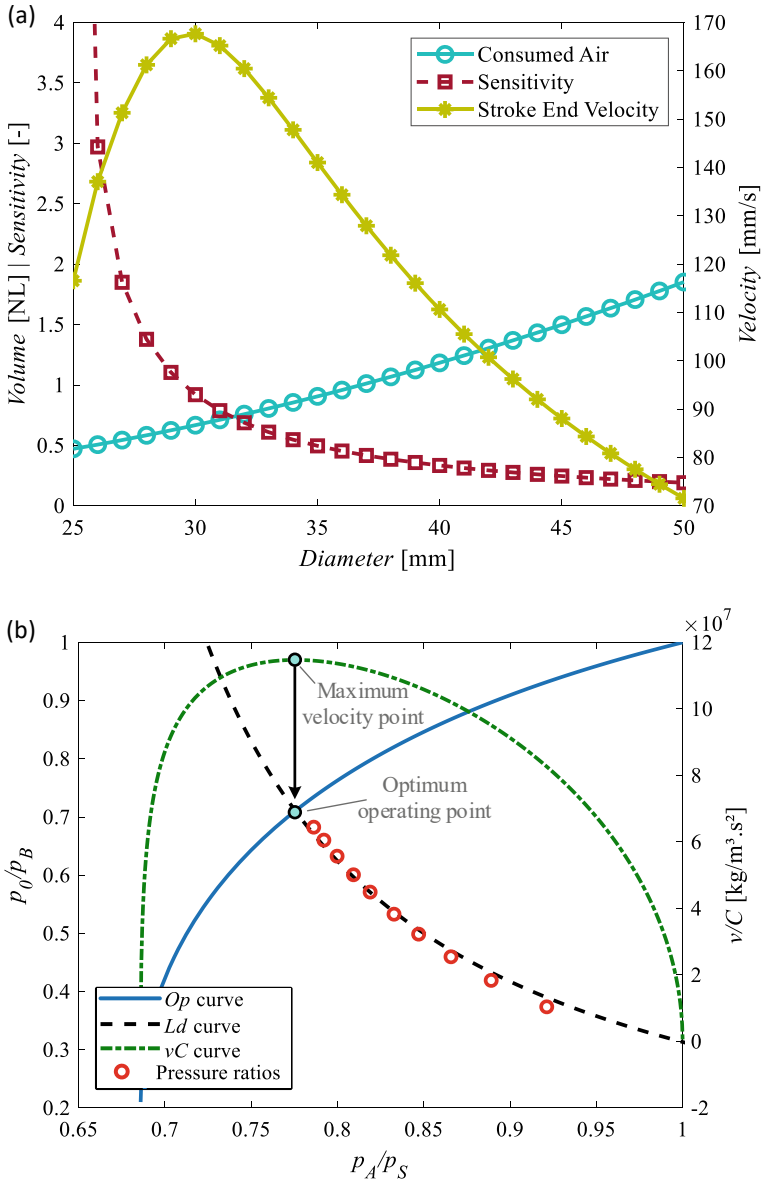 (a)
4
3.5
3
2.5
2
1.5
1
0.5
0
Volume [NL] | Sensitivity [-]
Consumed Air
Sensitivity
Stroke End Velocity
170
160
150
140
130
120
110
100
90
80
70
Velocity [mm/s]
25
30
35
40
45
50
Diameter [mm]
(b)
1
0.9
0.8
0.7
0.6
0.5
0.4
0.3
0.2
p0/pB
×10⁷
12
10
8
6
4
2
0
-2
v/C [kg/m³.s²]
Maximum
velocity point
Optimum
operating point
Op curve
Ld curve
vC curve
Pressure ratios
0.65
0.7
0.75
0.8
0.85
0.9
0.95
1
pA/pS